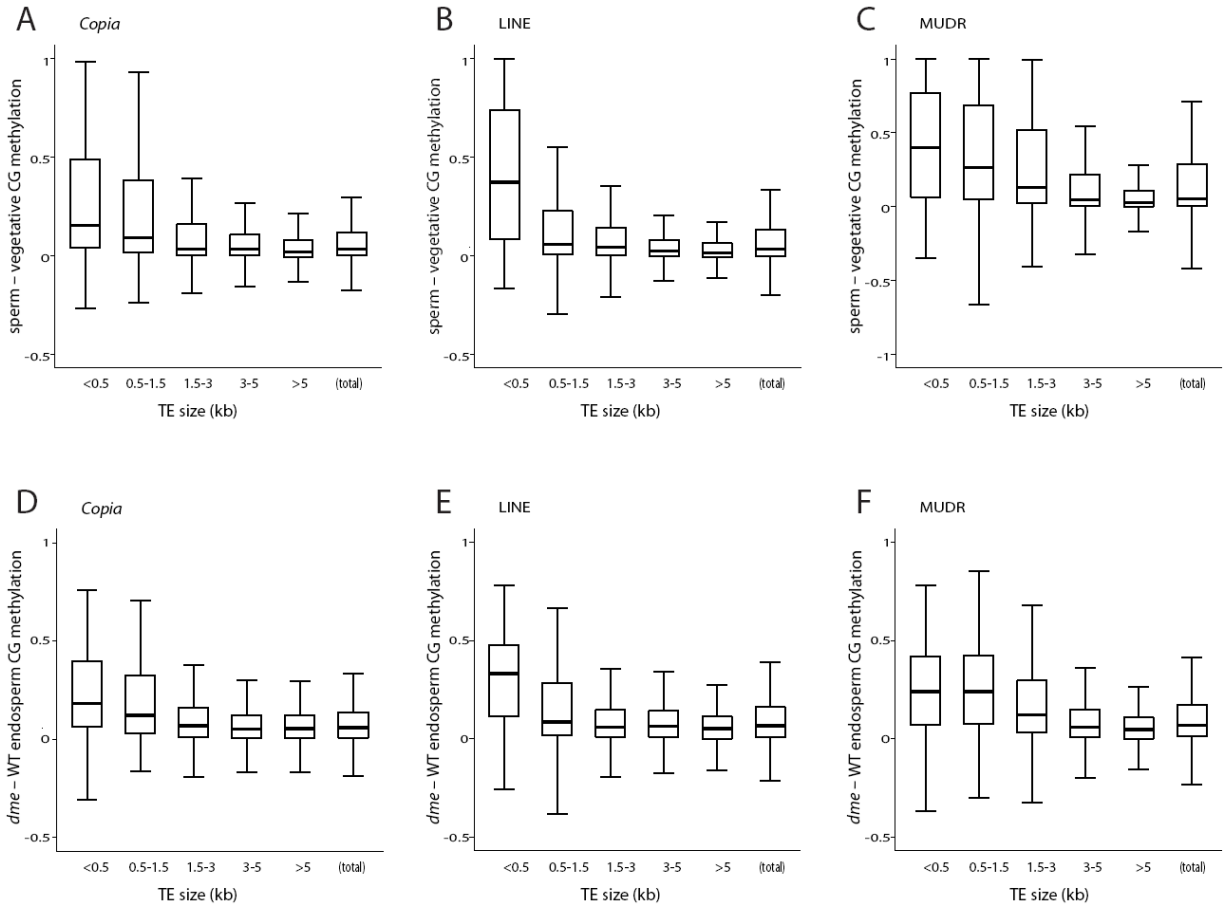 A
Copia
sperm – vegetative CG methylation
1
0.5
0
-0.5
<0.5 0.5-1.5 1.5-3 3-5 >5 (total)
TE size (kb)
B
LINE
sperm – vegetative CG methylation
1
0.5
0
-0.5
<0.5 0.5-1.5 1.5-3 3-5 >5 (total)
TE size (kb)
C
MUDR
sperm – vegetative CG methylation
1
0.5
0
-0.5
-1
<0.5 0.5-1.5 1.5-3 3-5 >5 (total)
TE size (kb)
D
Copia
dme – WT endosperm CG methylation
1
0.5
0
-0.5
<0.5 0.5-1.5 1.5-3 3-5 >5 (total)
TE size (kb)
E
LINE
dme – WT endosperm CG methylation
1
0.5
0
-0.5
<0.5 0.5-1.5 1.5-3 3-5 >5 (total)
TE size (kb)
F
MUDR
dme – WT endosperm CG methylation
1
0.5
0
-0.5
<0.5 0.5-1.5 1.5-3 3-5 >5 (total)
TE size (kb)